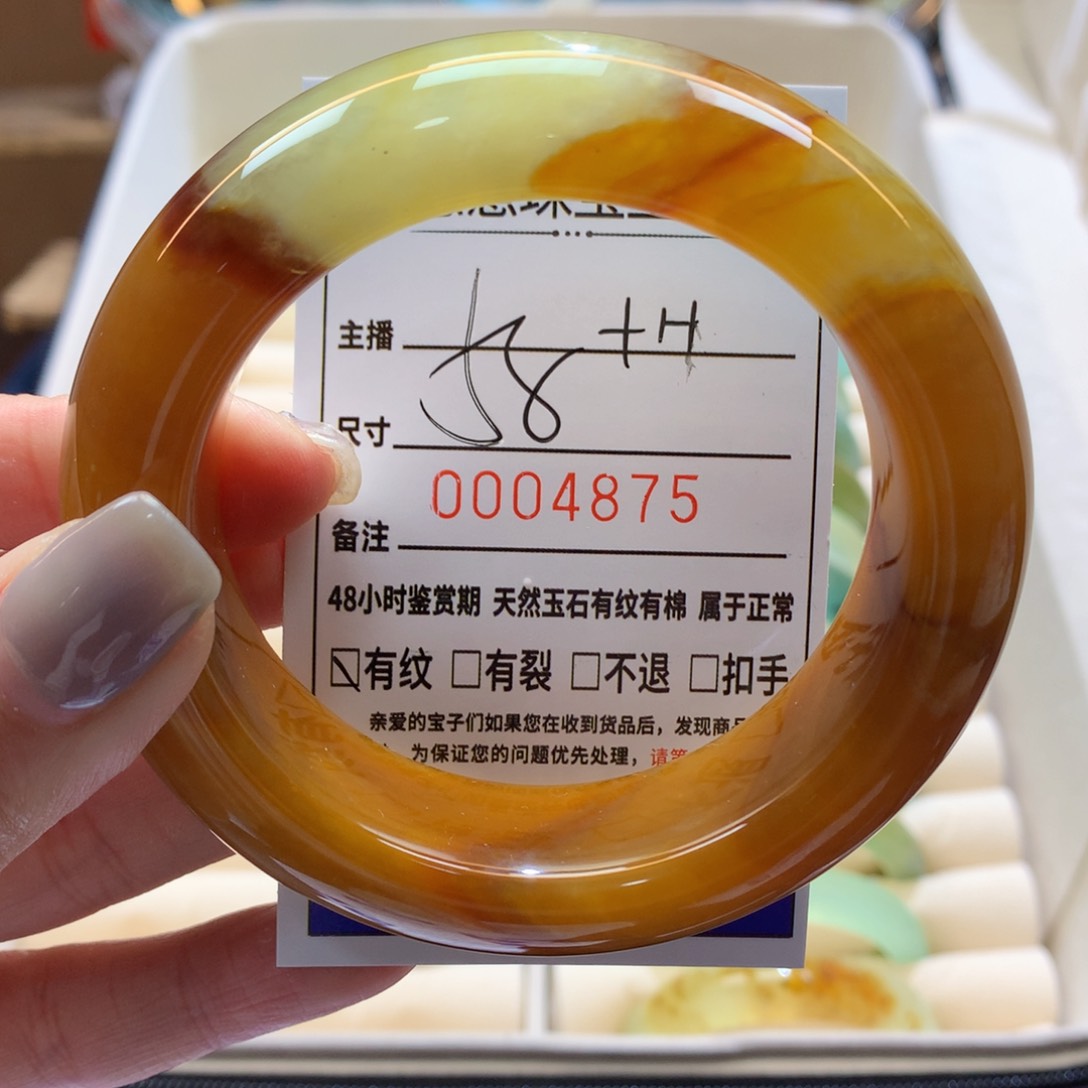 主播
58+H
尺寸
0004875
备注
48小时鉴赏期 天然玉石有纹有棉 属于正常
☑有纹 □有裂 □不退 □扣手
亲爱的宝子们如果您在收到货品后，发现商
为保证您的问题优先处理，请